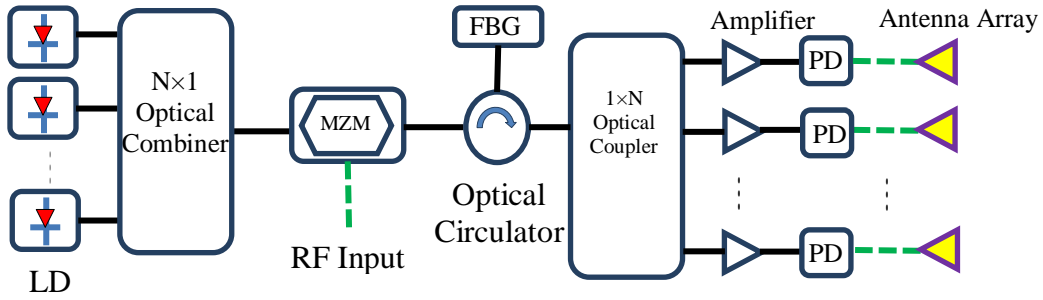 LD
N×1
Optical
Combiner
MZM
RF Input
FBG
Optical
Circulator
1×N
Optical
Coupler
Amplifier
Antenna Array
PD
PD
PD